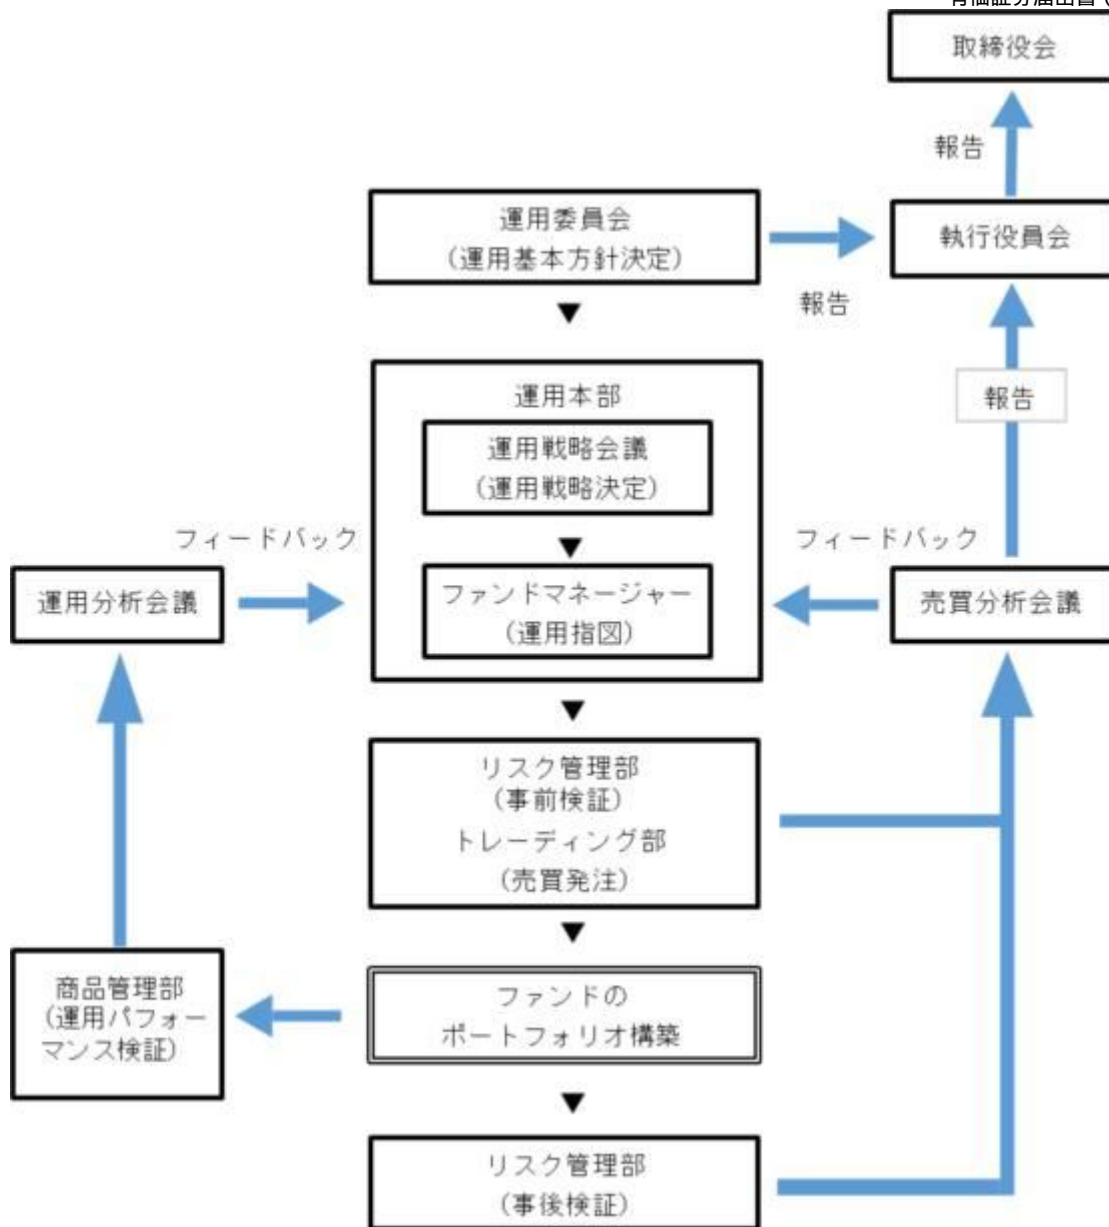 有価証券届出書(
取締役会
報告
運用委員会
(運用基本方針決定)
執行役員会
報告
運用本部
報告
運用戦略会議
(運用戦略決定)
フィードバック
フィードバック
運用分析会議
ファンドマネージャー
(運用指図)
売買分析会議
リスク管理部
(事前検証)
トレーディング部
(売買発注)
商品管理部
(運用パフォー
マンス検証)
ファンドの
ポートフォリオ構築
リスク管理部
(事後検証)